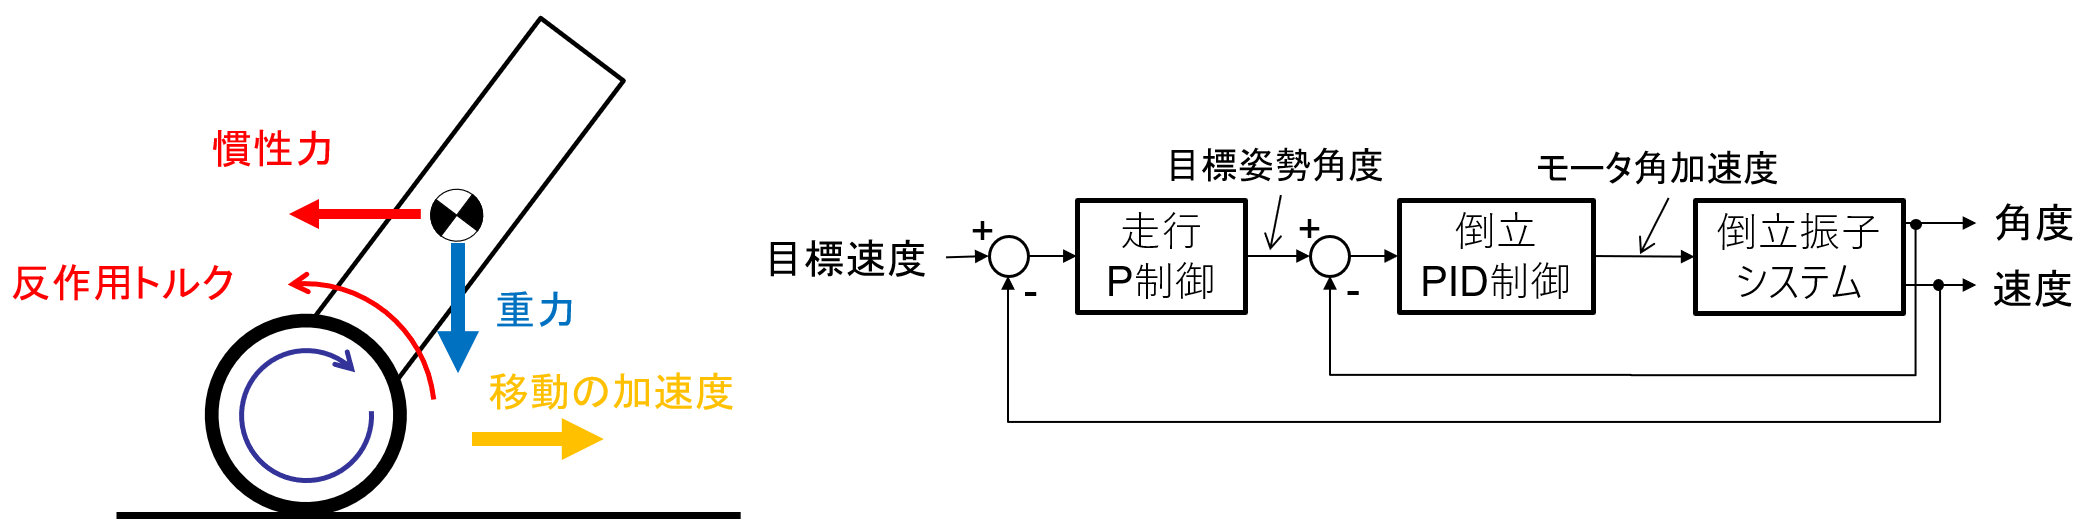 慣性力
反作用トルク
重力
移動の加速度
目標速度
+
-
走行
P制御
目標姿勢角度
+
-
倒立
PID制御
モータ角加速度
倒立振子
システム
角度
速度